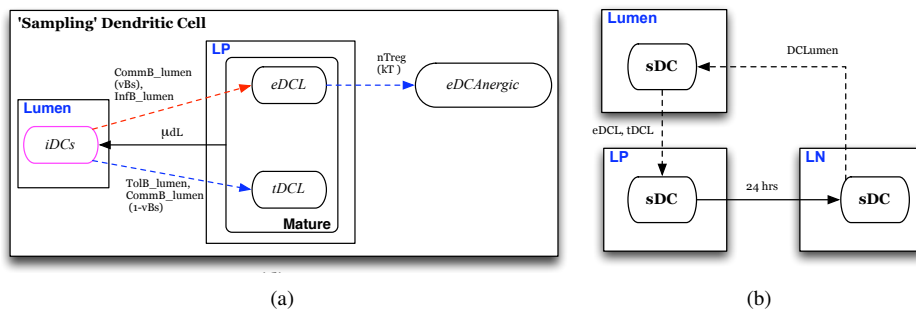 'Sampling' Dendritic Cell
LP
CommB_lumen
(vBs),
InfB_lumen
nTreg
(kT )
eDCL
eDCAnergic
Lumen
iDCs
μdL
TolB_lumen,
CommB_lumen
(1-vBs)
tDCL
Mature
(a)
Lumen
sDC
DCLumen
eDCL, tDCL
LP
LN
sDC
24 hrs
sDC
(b)